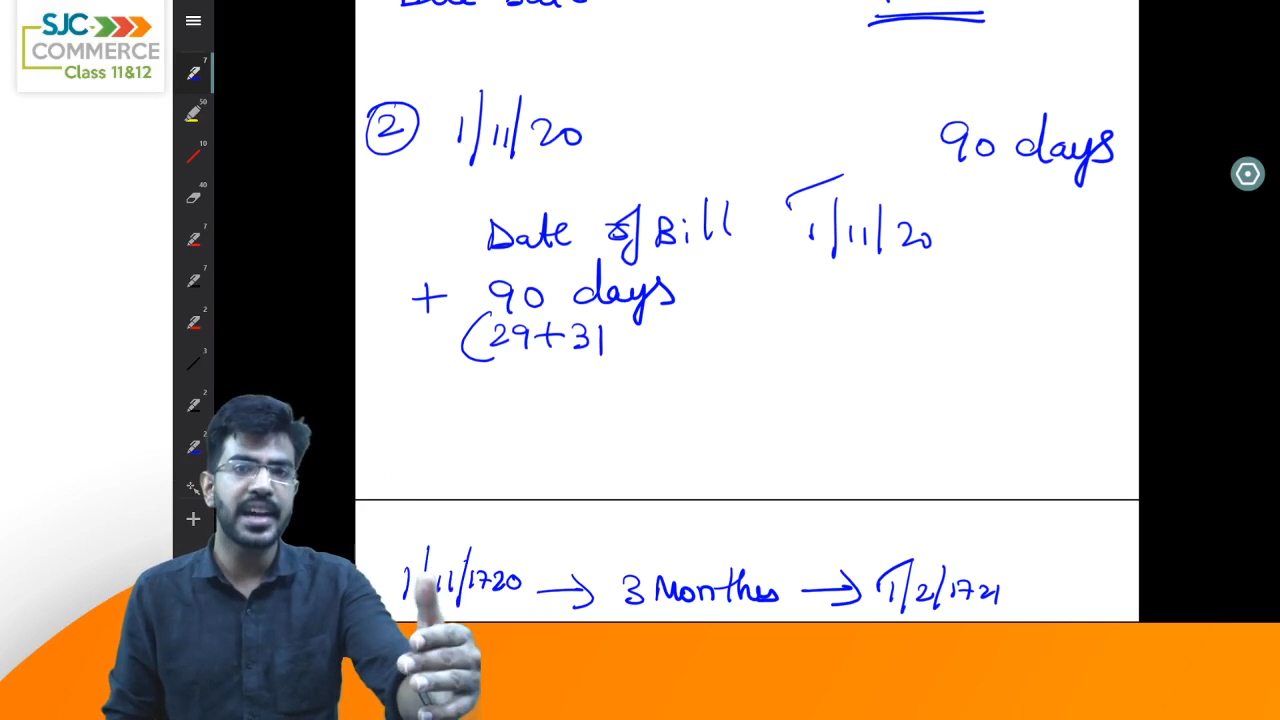 SJC
COMMERCE
Class 11&12
② 1/11/20 90 days
Date of Bill 1/11/20
+ 90 days
(29+31
1/11/1720 → 3 Months → 1/2/1721